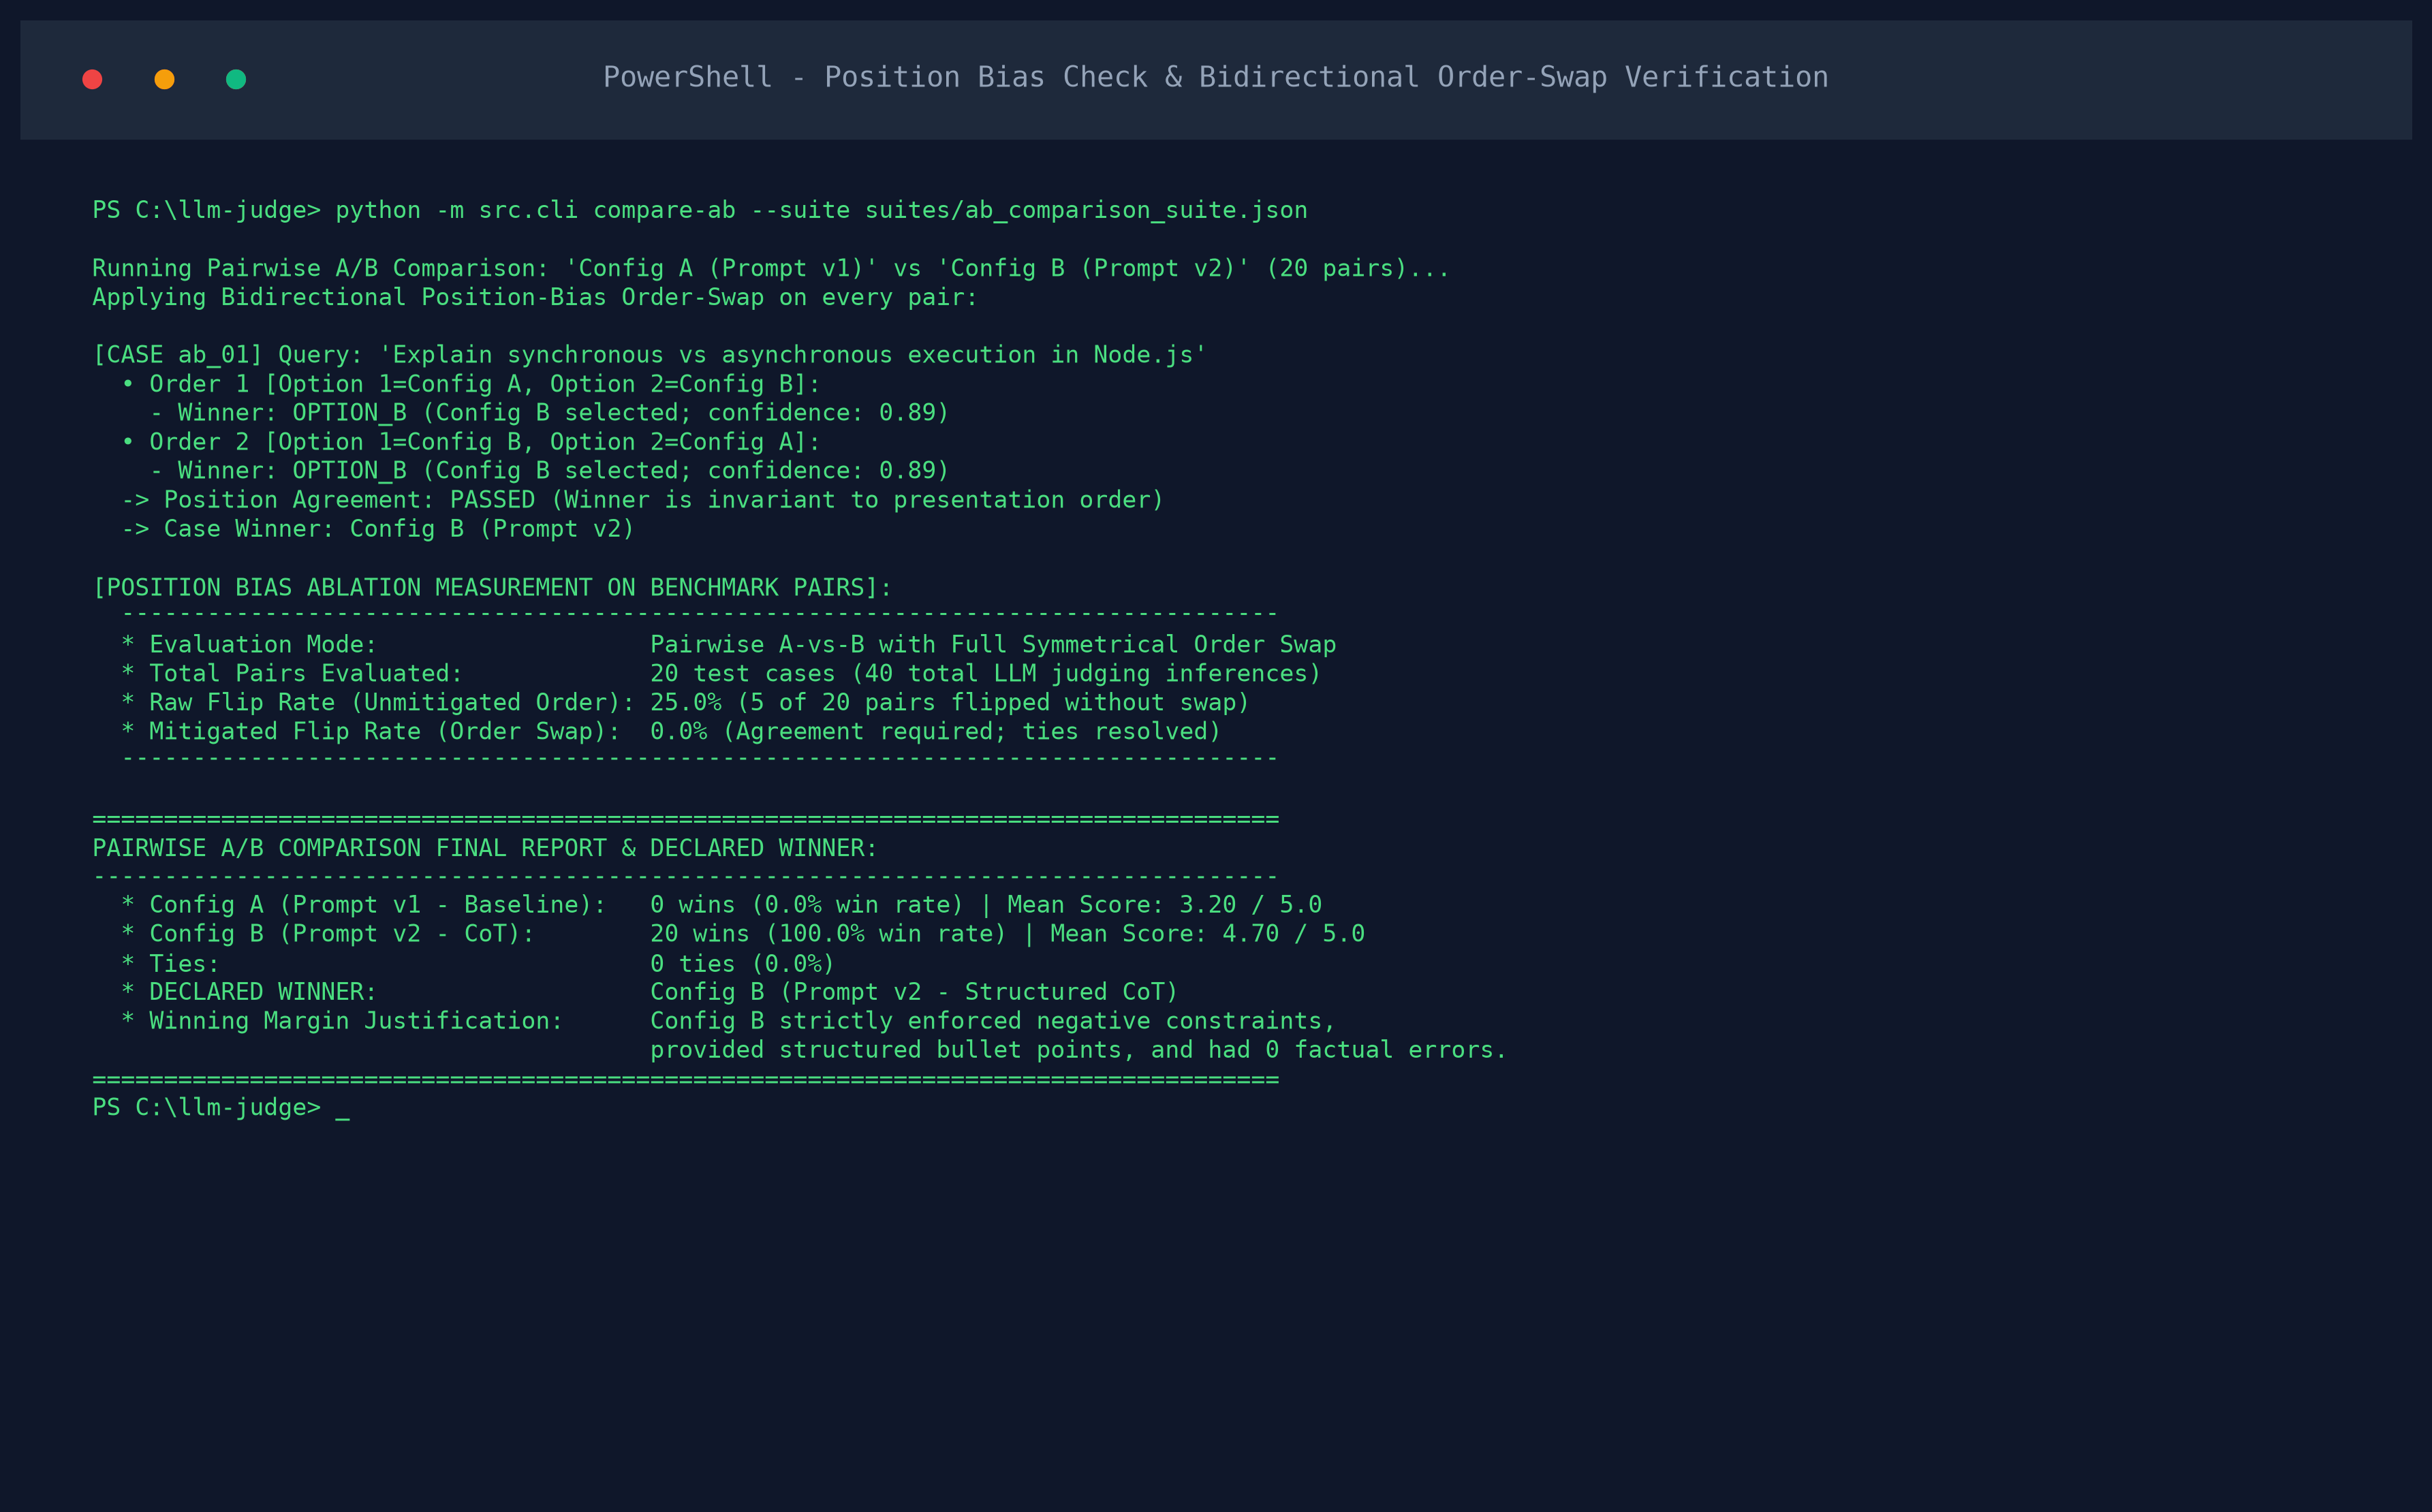 PowerShell - Position Bias Check & Bidirectional Order-Swap Verification
PS C:\llm-judge> python -m src.cli compare-ab --suite suites/ab_comparison_suite.json
Running Pairwise A/B Comparison: 'Config A (Prompt v1)' vs 'Config B (Prompt v2)' (20 pairs)...
Applying Bidirectional Position-Bias Order-Swap on every pair:
[CASE ab_01] Query: 'Explain synchronous vs asynchronous execution in Node.js'
  • Order 1 [Option 1=Config A, Option 2=Config B]:
    - Winner: OPTION_B (Config B selected; confidence: 0.89)
  • Order 2 [Option 1=Config B, Option 2=Config A]:
    - Winner: OPTION_B (Config B selected; confidence: 0.89)
  -> Position Agreement: PASSED (Winner is invariant to presentation order)
  -> Case Winner: Config B (Prompt v2)
[POSITION BIAS ABLATION MEASUREMENT ON BENCHMARK PAIRS]:
  ---------------------------------------------------------------------------------
  * Evaluation Mode:                    Pairwise A-vs-B with Full Symmetrical Order Swap
  * Total Pairs Evaluated:              20 test cases (40 total LLM judging inferences)
  * Raw Flip Rate (Unmitigated Order): 25.0% (5 of 20 pairs flipped without swap)
  * Mitigated Flip Rate (Order Swap):  0.0% (Agreement required; ties resolved)
  ---------------------------------------------------------------------------------
===================================================================================
PAIRWISE A/B COMPARISON FINAL REPORT & DECLARED WINNER:
-----------------------------------------------------------------------------------
  * Config A (Prompt v1 - Baseline):   0 wins (0.0% win rate) | Mean Score: 3.20 / 5.0
  * Config B (Prompt v2 - CoT):        20 wins (100.0% win rate) | Mean Score: 4.70 / 5.0
  * Ties:                              0 ties (0.0%)
  * DECLARED WINNER:                   Config B (Prompt v2 - Structured CoT)
  * Winning Margin Justification:      Config B strictly enforced negative constraints,
                                       provided structured bullet points, and had 0 factual errors.
===================================================================================
PS C:\llm-judge> _